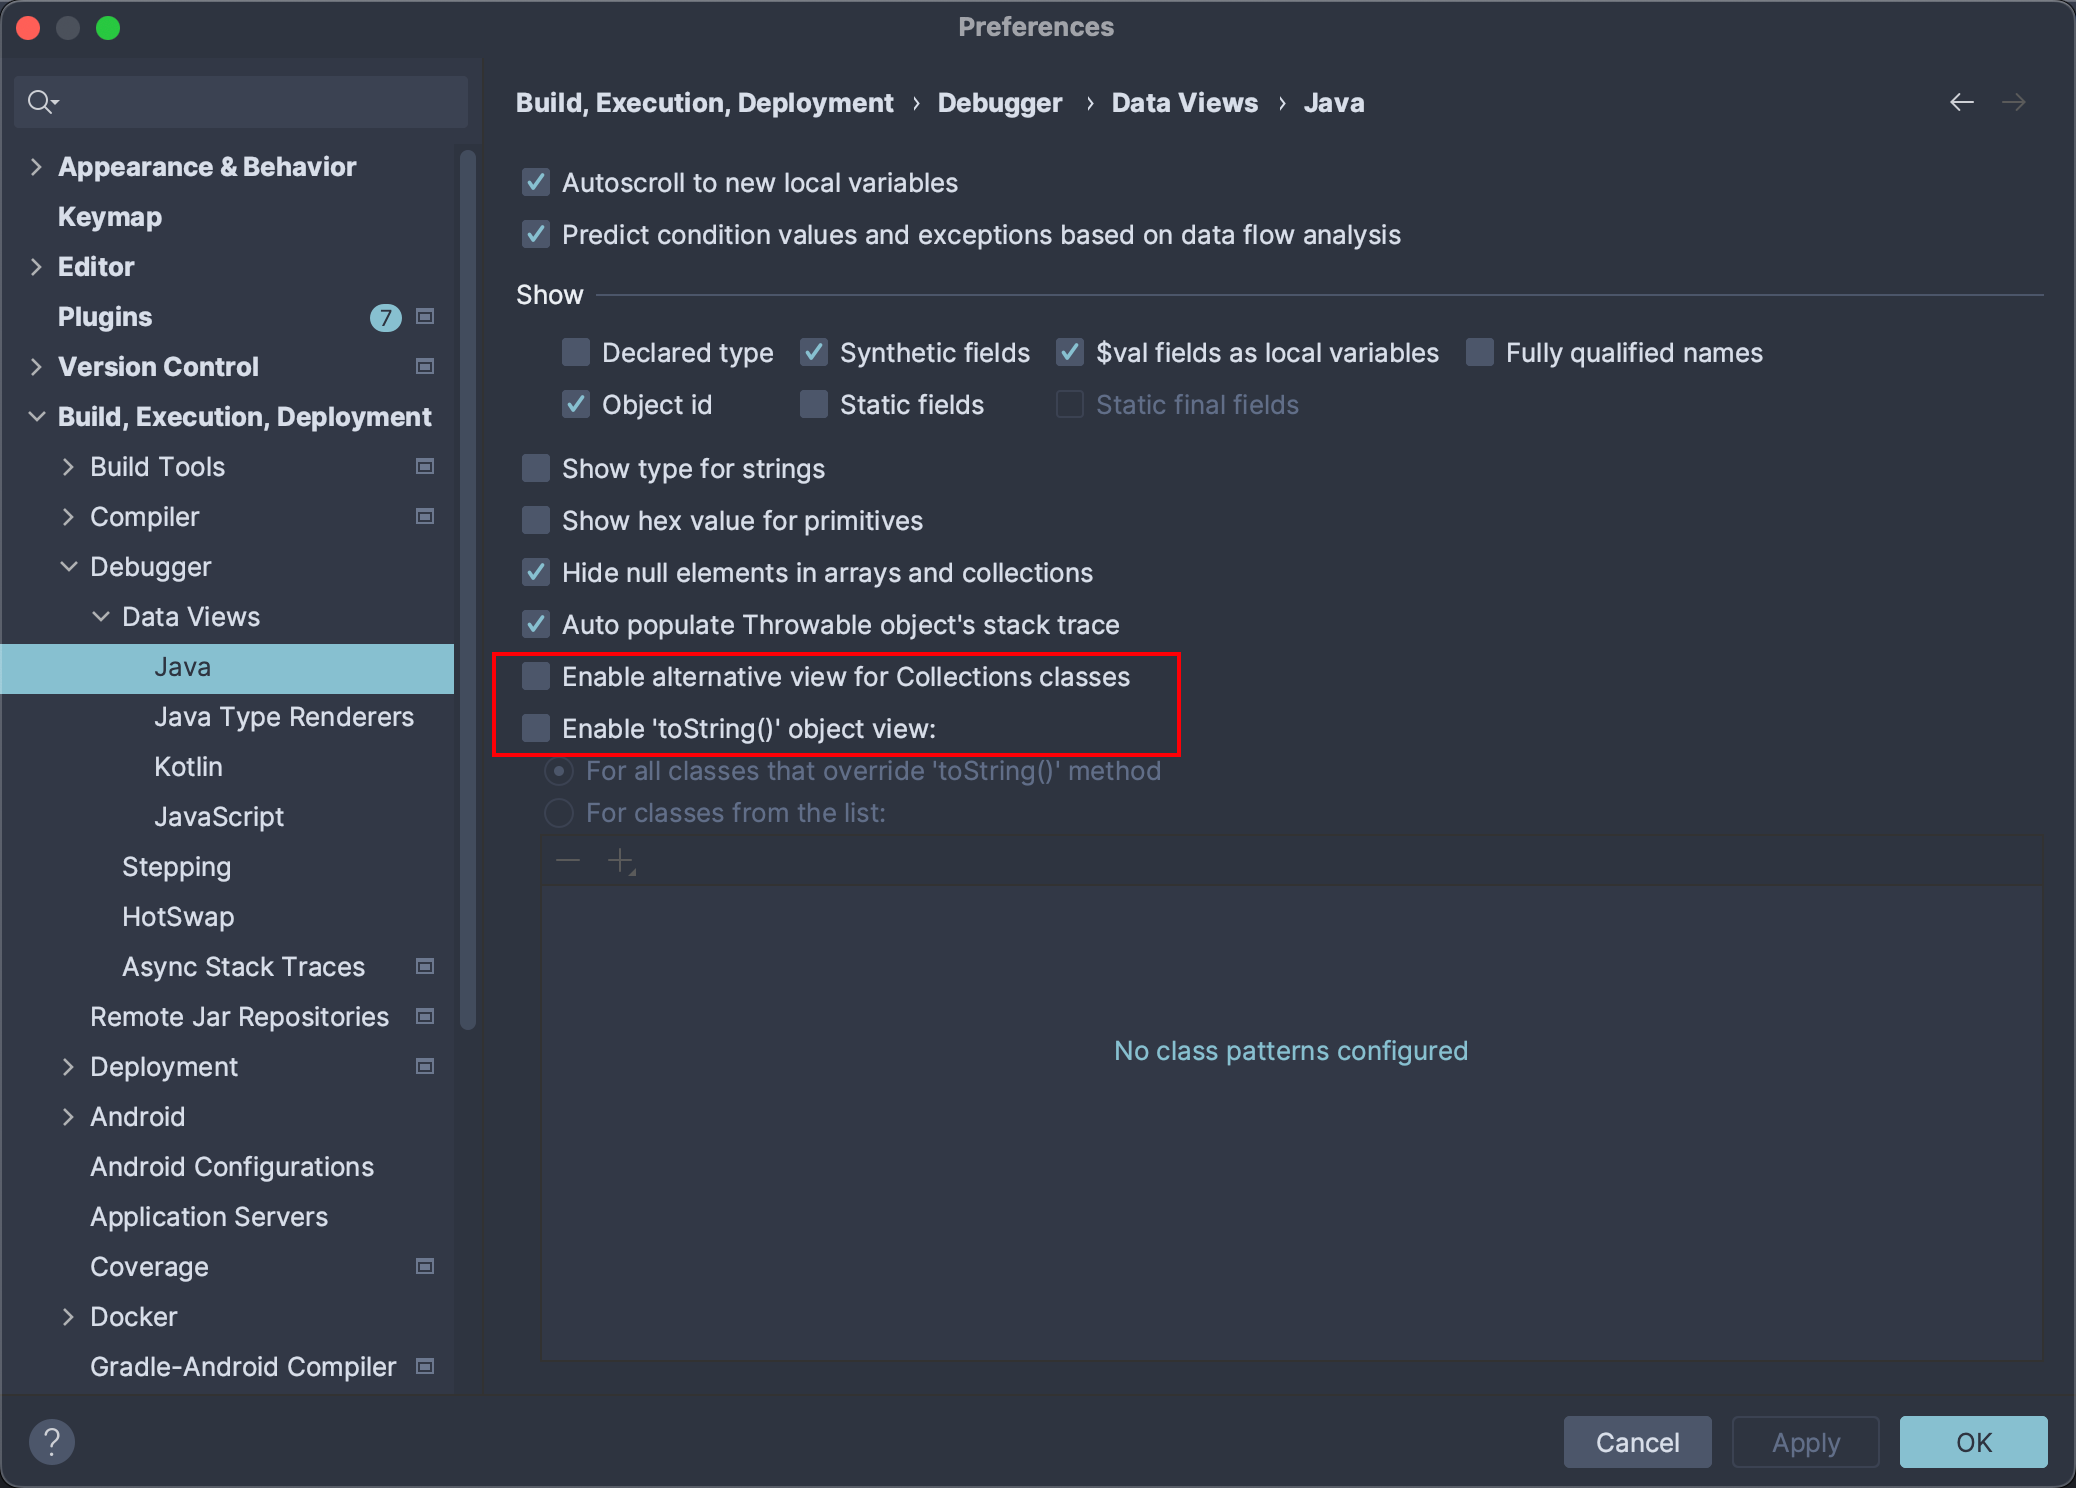 Preferences
Appearance & Behavior
Keymap
Editor
Plugins 7
Version Control
Build, Execution, Deployment
Build Tools
Compiler
Debugger
Data Views
Java
Java Type Renderers
Kotlin
JavaScript
Stepping
HotSwap
Async Stack Traces
Remote Jar Repositories
Deployment
Android
Android Configurations
Application Servers
Coverage
Docker
Gradle-Android Compiler
Build, Execution, Deployment › Debugger › Data Views › Java
Autoscroll to new local variables
Predict condition values and exceptions based on data flow analysis
Show
Declared type Synthetic fields $val fields as local variables Fully qualified names
Object id Static fields Static final fields
Show type for strings
Show hex value for primitives
Hide null elements in arrays and collections
Auto populate Throwable object's stack trace
Enable alternative view for Collections classes
Enable 'toString()' object view:
For all classes that override 'toString()' method
For classes from the list:
No class patterns configured
? Cancel Apply OK